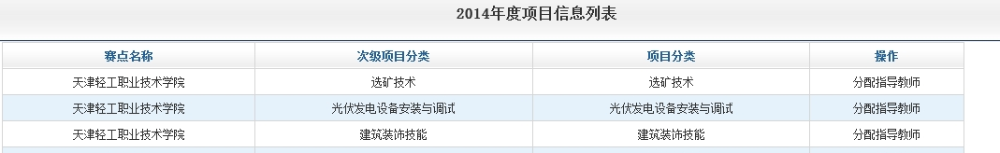 2014年度项目信息列表
赛点名称 次级项目分类 项目分类 操作
天津轻工职业技术学院 选矿技术 选矿技术 分配指导教师
天津轻工职业技术学院 光伏发电设备安装与调试 光伏发电设备安装与调试 分配指导教师
天津轻工职业技术学院 建筑装饰技能 建筑装饰技能 分配指导教师